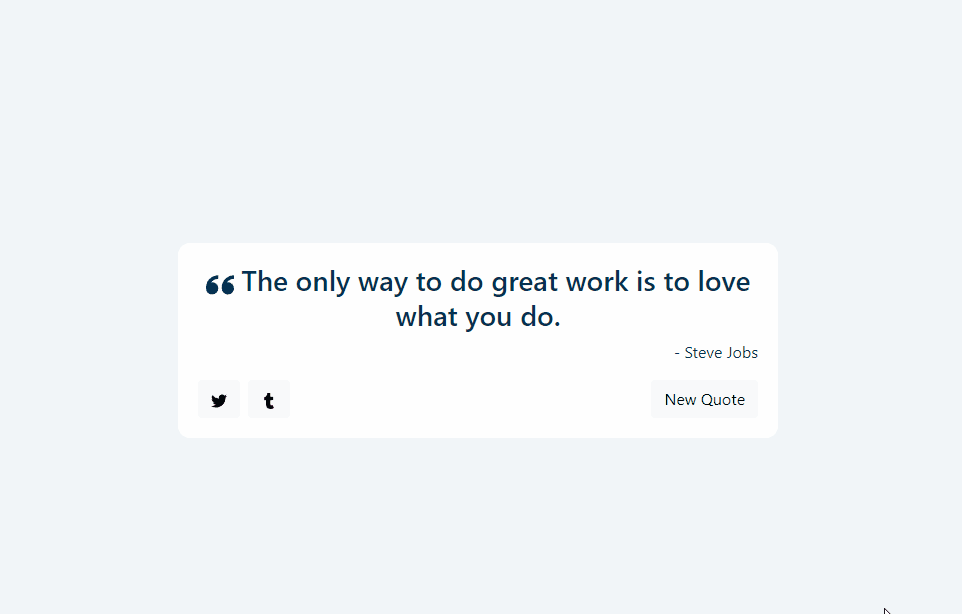 ❝ The only way to do great work is to love
what you do.
- Steve Jobs
New Quote